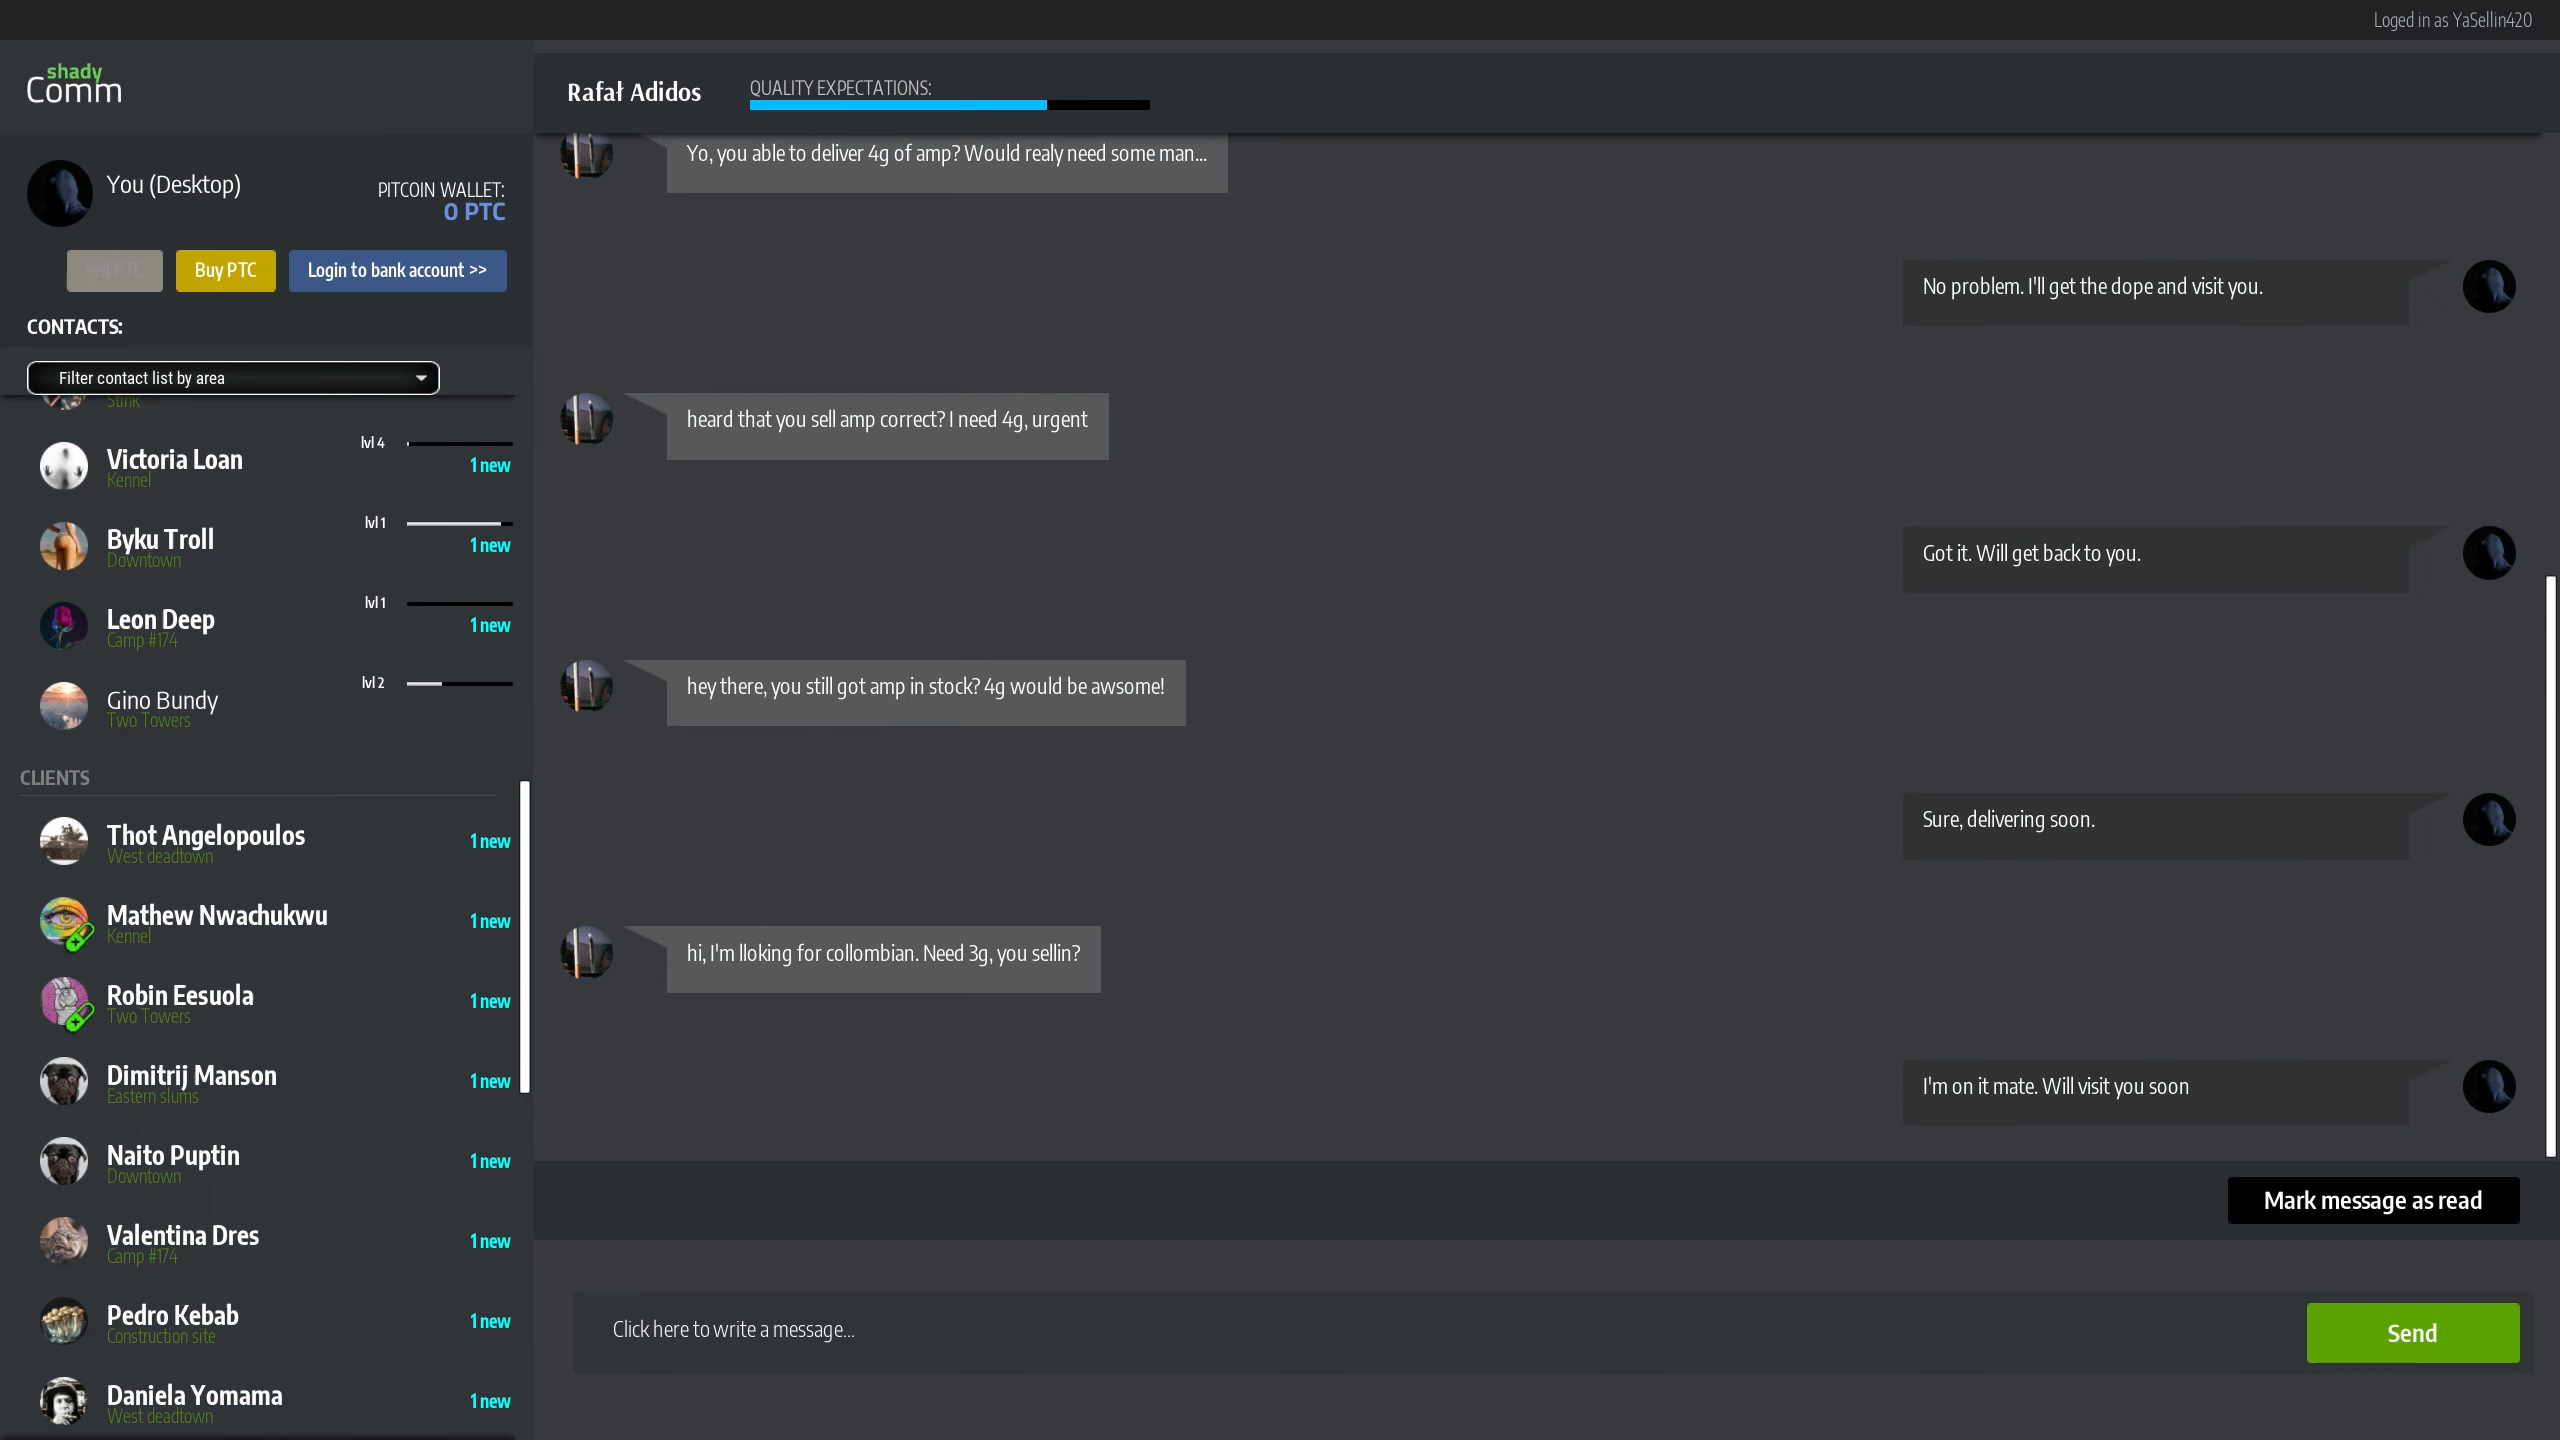 Loged in as YaSellin420
shady
Comm
You (Desktop)
PITCOIN WALLET:
0 PTC
Sell PTC
Buy PTC
Login to bank account >>
CONTACTS:
Filter contact list by area
Sunk
Victoria Loan
lvl 4
1 new
Kennel
Byku Troll
lvl 1
1 new
Downtown
Leon Deep
lvl 1
1 new
Camp #174
Gino Bundy
lvl 2
Two Towers
CLIENTS
Thot Angelopoulos
1 new
West deadtown
Mathew Nwachukwu
1 new
Kennel
Robin Eesuola
1 new
Two Towers
Dimitrij Manson
1 new
Eastern slums
Naito Puptin
1 new
Downtown
Valentina Dres
1 new
Camp #174
Pedro Kebab
1 new
Construction site
Daniela Yomama
1 new
West deadtown
Rafał Adidos
QUALITY EXPECTATIONS:
Yo, you able to deliver 4g of amp? Would realy need some man...
No problem. I'll get the dope and visit you.
heard that you sell amp correct? I need 4g, urgent
Got it. Will get back to you.
hey there, you still got amp in stock? 4g would be awsome!
Sure, delivering soon.
hi, I'm lloking for collombian. Need 3g, you sellin?
I'm on it mate. Will visit you soon
Mark message as read
Click here to write a message...
Send